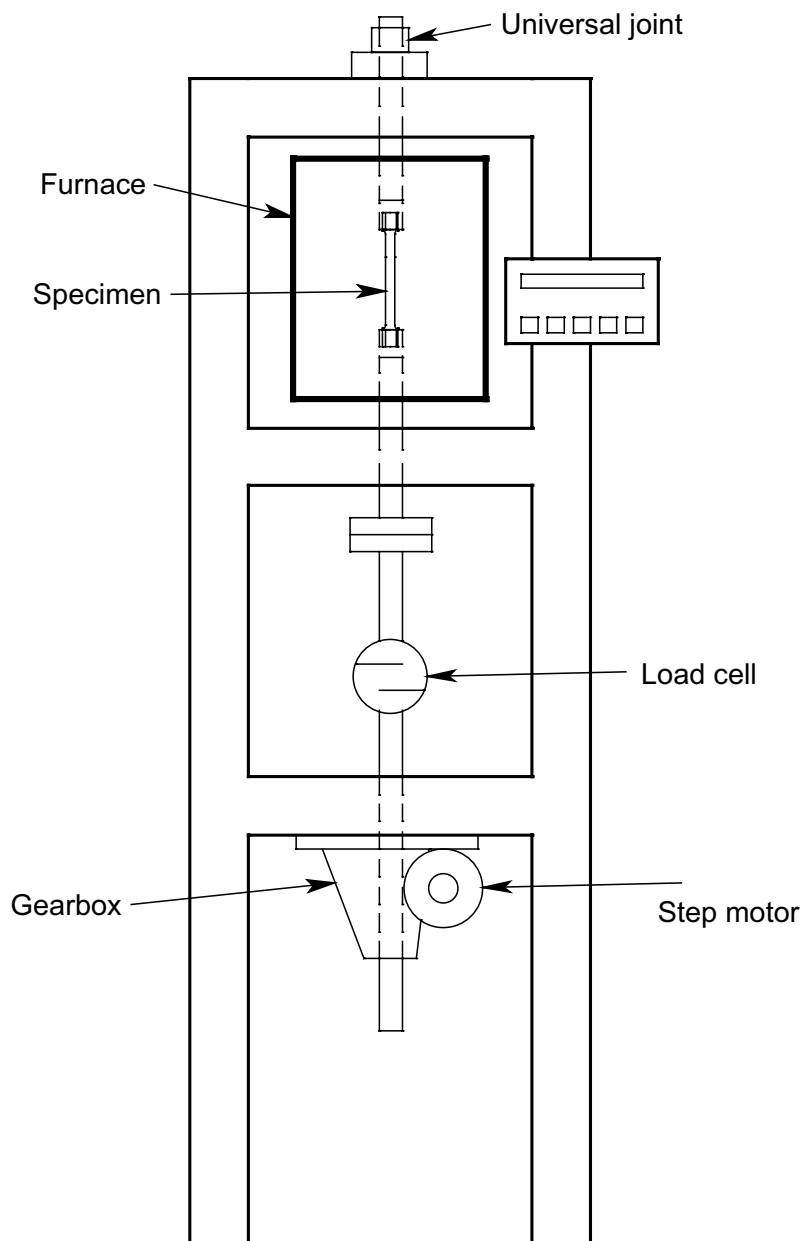 Universal joint
Furnace
Specimen
Load cell
Gearbox
Step motor